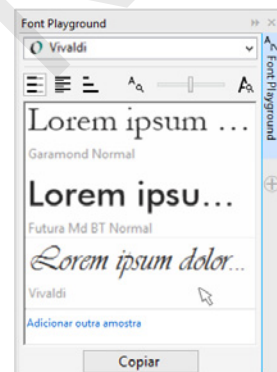 Font Playground
Vivaldi
Lorem ipsum ...
Garamond Normal
Lorem ipsu...
Futura Md BT Normal
Lorem ipsum dolor...
Vivaldi
Adicionar outra amostra
Copiar
Font Playground